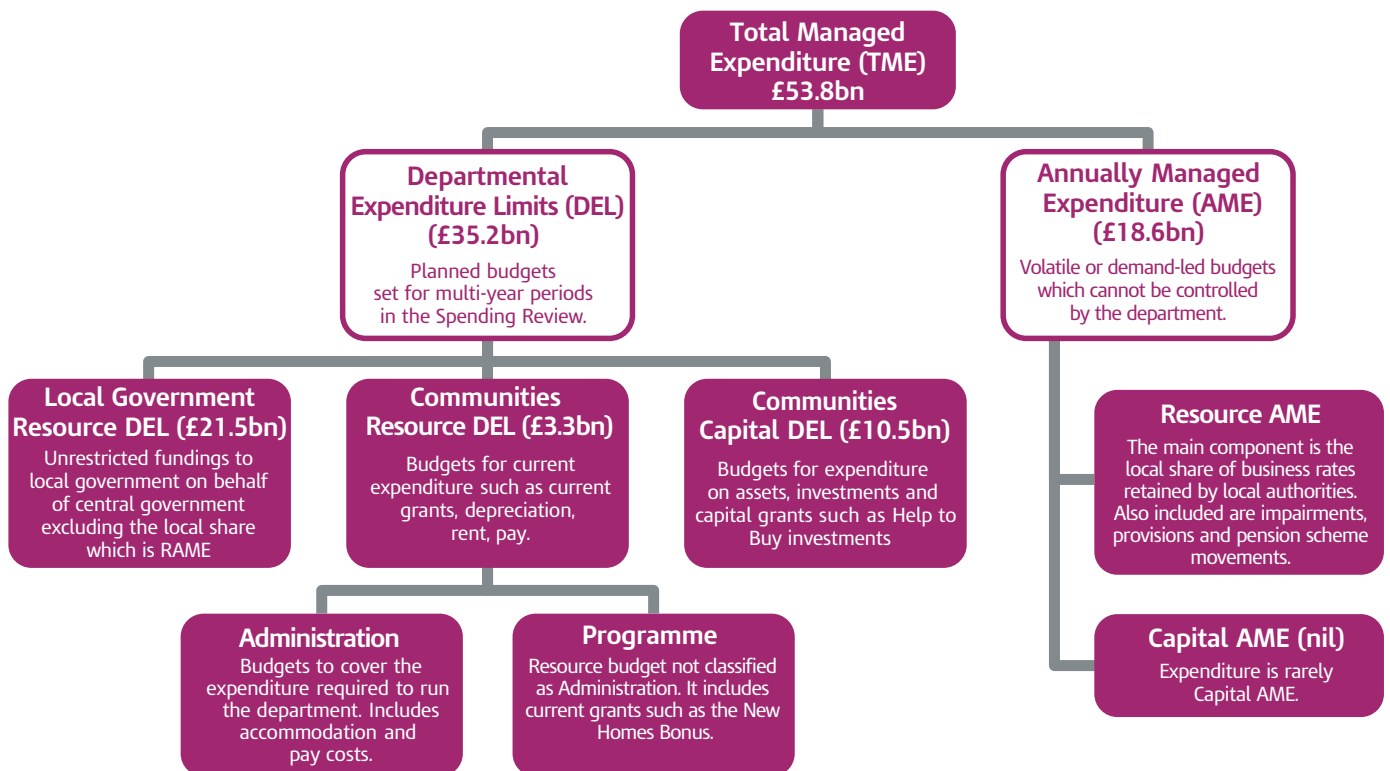 Total Managed
Expenditure (TME)
£53.8bn
Departmental
Expenditure Limits (DEL)
(£35.2bn)
Planned budgets
set for multi-year periods
in the Spending Review.
Annually Managed
Expenditure (AME)
(£18.6bn)
Volatile or demand-led budgets
which cannot be controlled
by the department.
Local Government
Resource DEL (£21.5bn)
Unrestricted fundings to
local government on behalf
of central government
excluding the local share
which is RAME
Communities
Resource DEL (£3.3bn)
Budgets for current
expenditure such as current
grants, depreciation,
rent, pay.
Communities
Capital DEL (£10.5bn)
Budgets for expenditure
on assets, investments and
capital grants such as Help to
Buy investments
Resource AME
The main component is the
local share of business rates
retained by local authorities.
Also included are impairments,
provisions and pension scheme
movements.
Administration
Budgets to cover the
expenditure required to run
the department. Includes
accommodation and
pay costs.
Programme
Resource budget not classified
as Administration. It includes
current grants such as the New
Homes Bonus.
Capital AME (nil)
Expenditure is rarely
Capital AME.